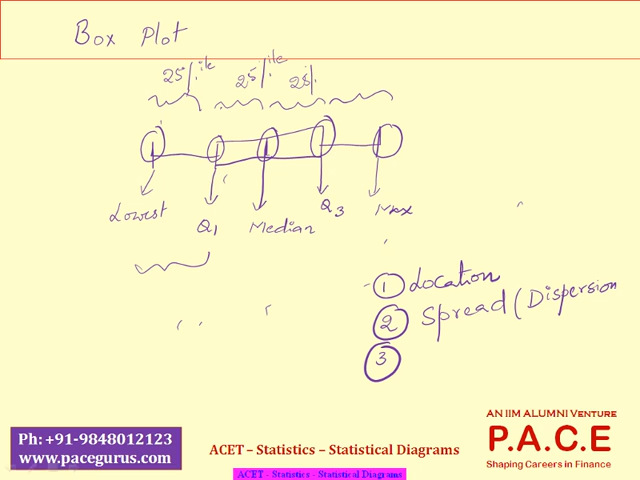 Box Plot
25%ile 25%ile 25%
Lowest Q1 Median Q3 Max
1 Location
2 Spread (Dispersion
3
Ph: +91-9848012123
www.pacegurus.com
ACET – Statistics – Statistical Diagrams
ACET - Statistics - Statistical Diagrams
AN IIM ALUMNI VENTURE
P.A.C.E
Shaping Careers in Finance